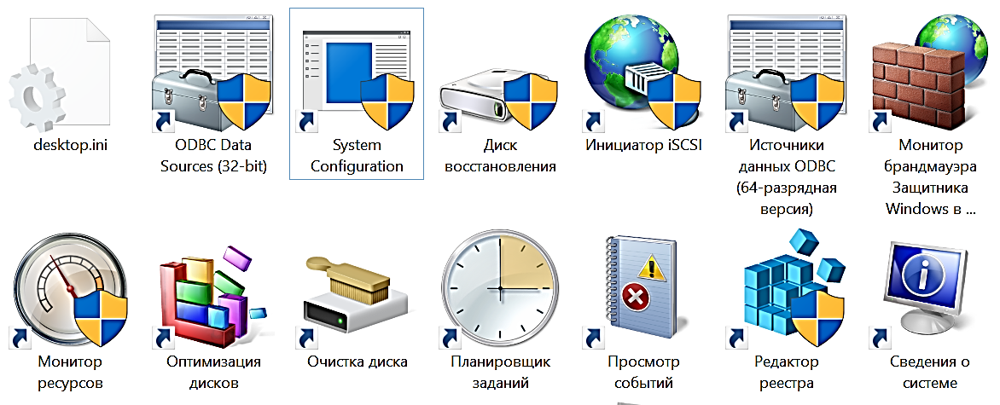 desktop.ini
ODBC Data
Sources (32-bit)
System
Configuration
Диск
восстановления
Инициатор iSCSI
Источники
данных ODBC
(64-разрядная
версия)
Монитор
брандмауэра
Защитника
Windows в ...
Монитор
ресурсов
Оптимизация
дисков
Очистка диска
Планировщик
заданий
Просмотр
событий
Редактор
реестра
Сведения о
системе